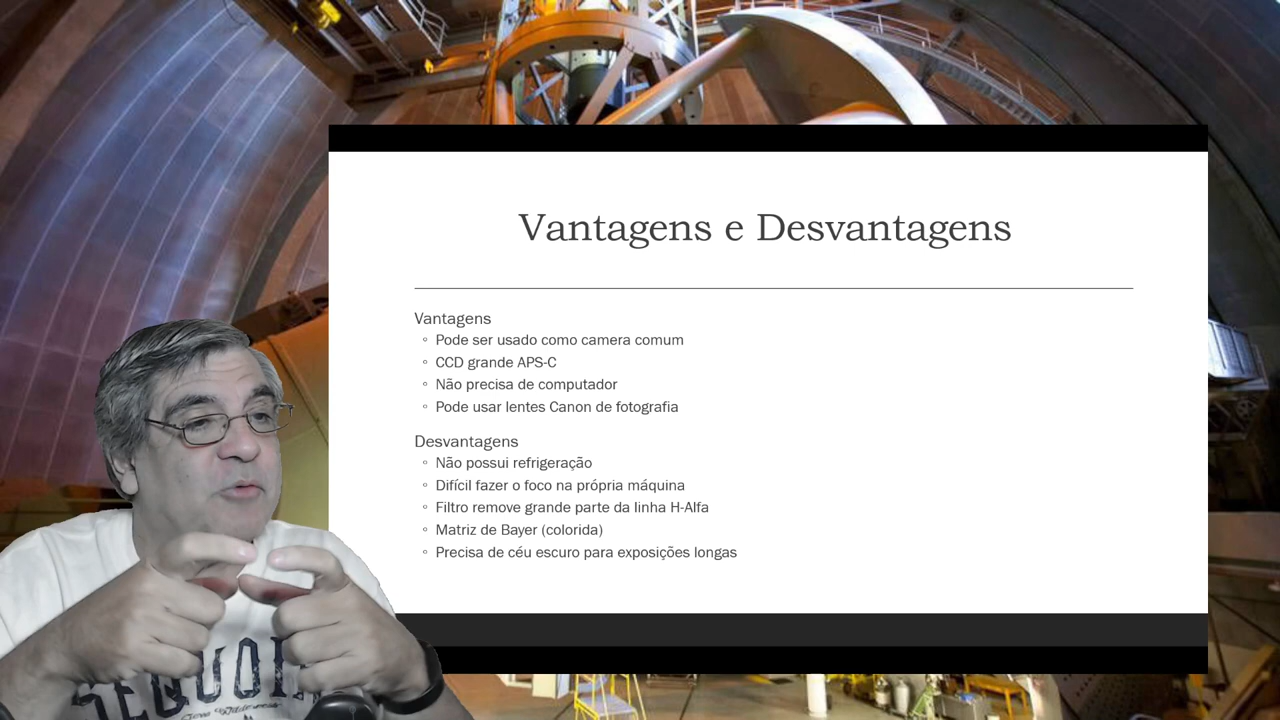 Vantagens e Desvantagens
Vantagens
Pode ser usado como camera comum
CCD grande APS-C
Não precisa de computador
Pode usar lentes Canon de fotografia
Desvantagens
Não possui refrigeração
Difícil fazer o foco na própria máquina
Filtro remove grande parte da linha H-Alfa
Matriz de Bayer (colorida)
Precisa de céu escuro para exposições longas
SEQUOI